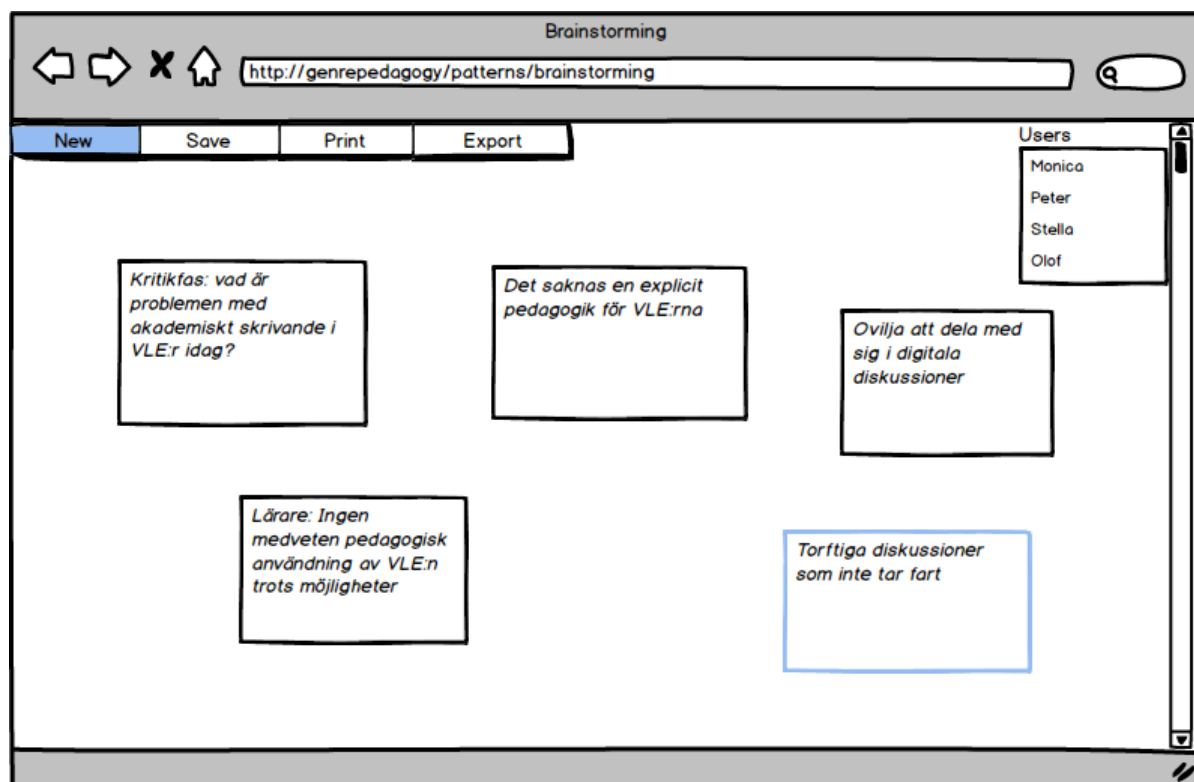 Brainstorming
http://genrepedagogy/patterns/brainstorming
New Save Print Export
Users
Monica
Peter
Stella
Olof
Kritikfas: vad är
problemen med
akademiskt skrivande i
VLE:r idag?
Det saknas en explicit
pedagogik för VLE:rna
Ovilja att dela med
sig i digitala
diskussioner
Lärare: Ingen
medveten pedagogisk
användning av VLE:n
trots möjligheter
Torftiga diskussioner
som inte tar fart